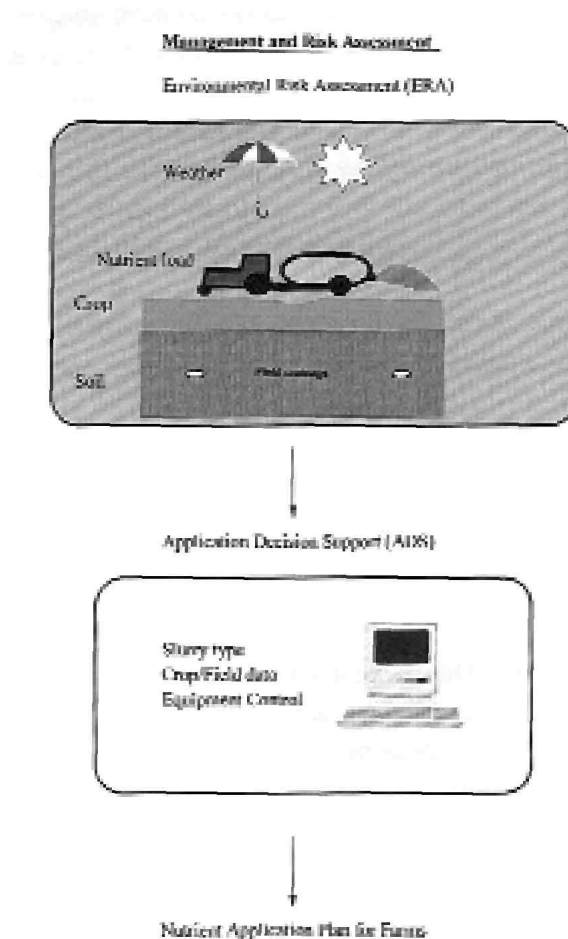 Management and Risk Assessment
Environmental Risk Assessment (ERA)
Weather
Nutrient load
Crop
Field
Soil
Application Decision Support (ADS)
Slurry type
Crop/Field data
Equipment Control
Nutrient Application Plan for Farms